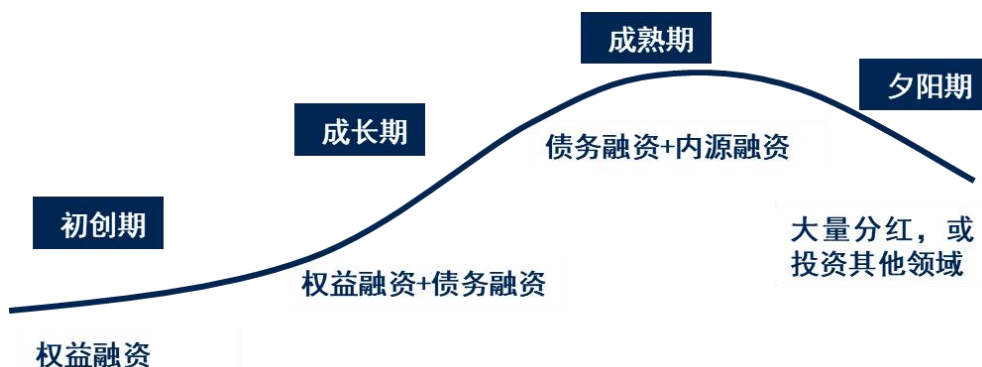 成熟期
夕阳期
成长期
债务融资+内源融资
初创期
大量分红，或
投资其他领域
权益融资+债务融资
权益融资